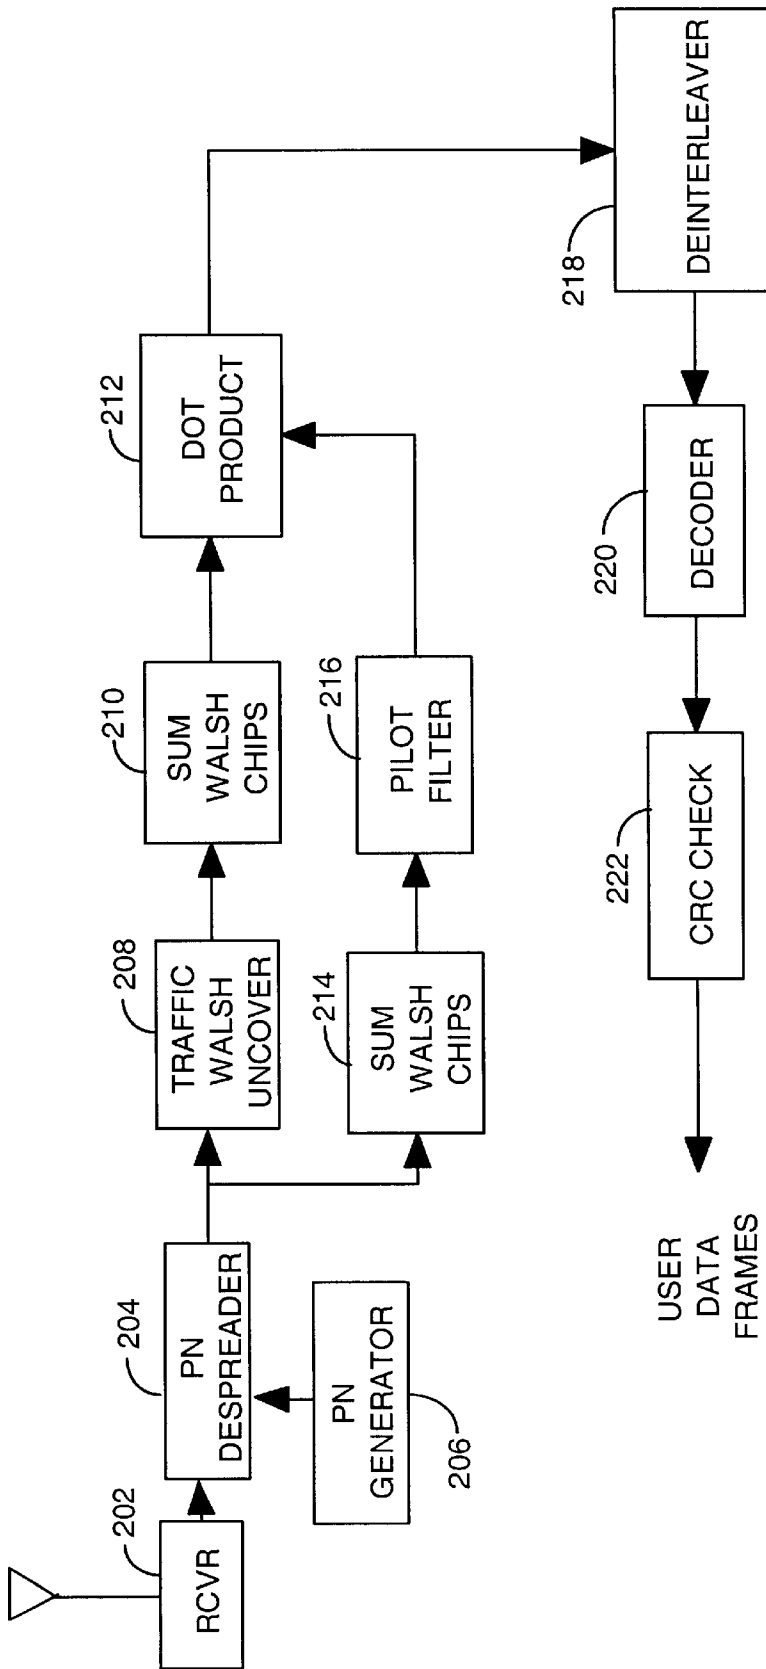 202
RCVR
204
PN
DESPREADER
PN
GENERATOR
206
208
TRAFFIC
WALSH
UNCOVER
210
SUM
WALSH
CHIPS
212
DOT
PRODUCT
214
SUM
WALSH
CHIPS
216
PILOT
FILTER
218
DEINTERLEAVER
220
DECODER
222
CRC CHECK
USER
DATA
FRAMES